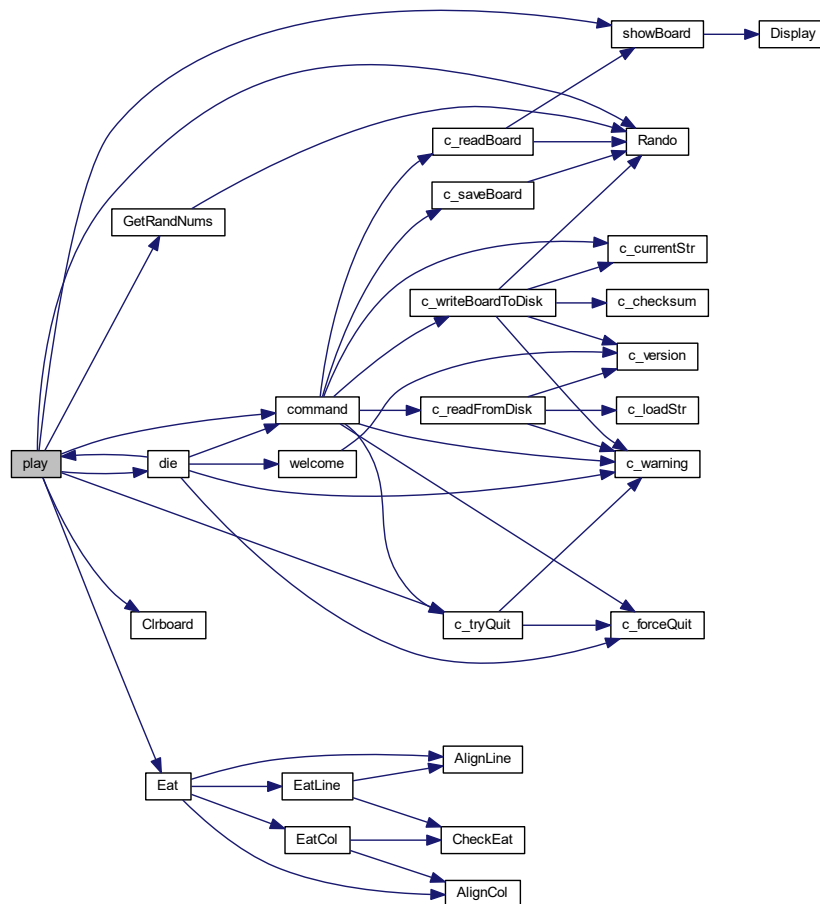 showBoard
Display
c_readBoard
Rando
c_saveBoard
GetRandNums
c_currentStr
c_writeBoardToDisk
c_checksum
c_version
command
c_readFromDisk
c_loadStr
play
die
welcome
c_warning
Clrboard
c_tryQuit
c_forceQuit
AlignLine
Eat
EatLine
EatCol
CheckEat
AlignCol